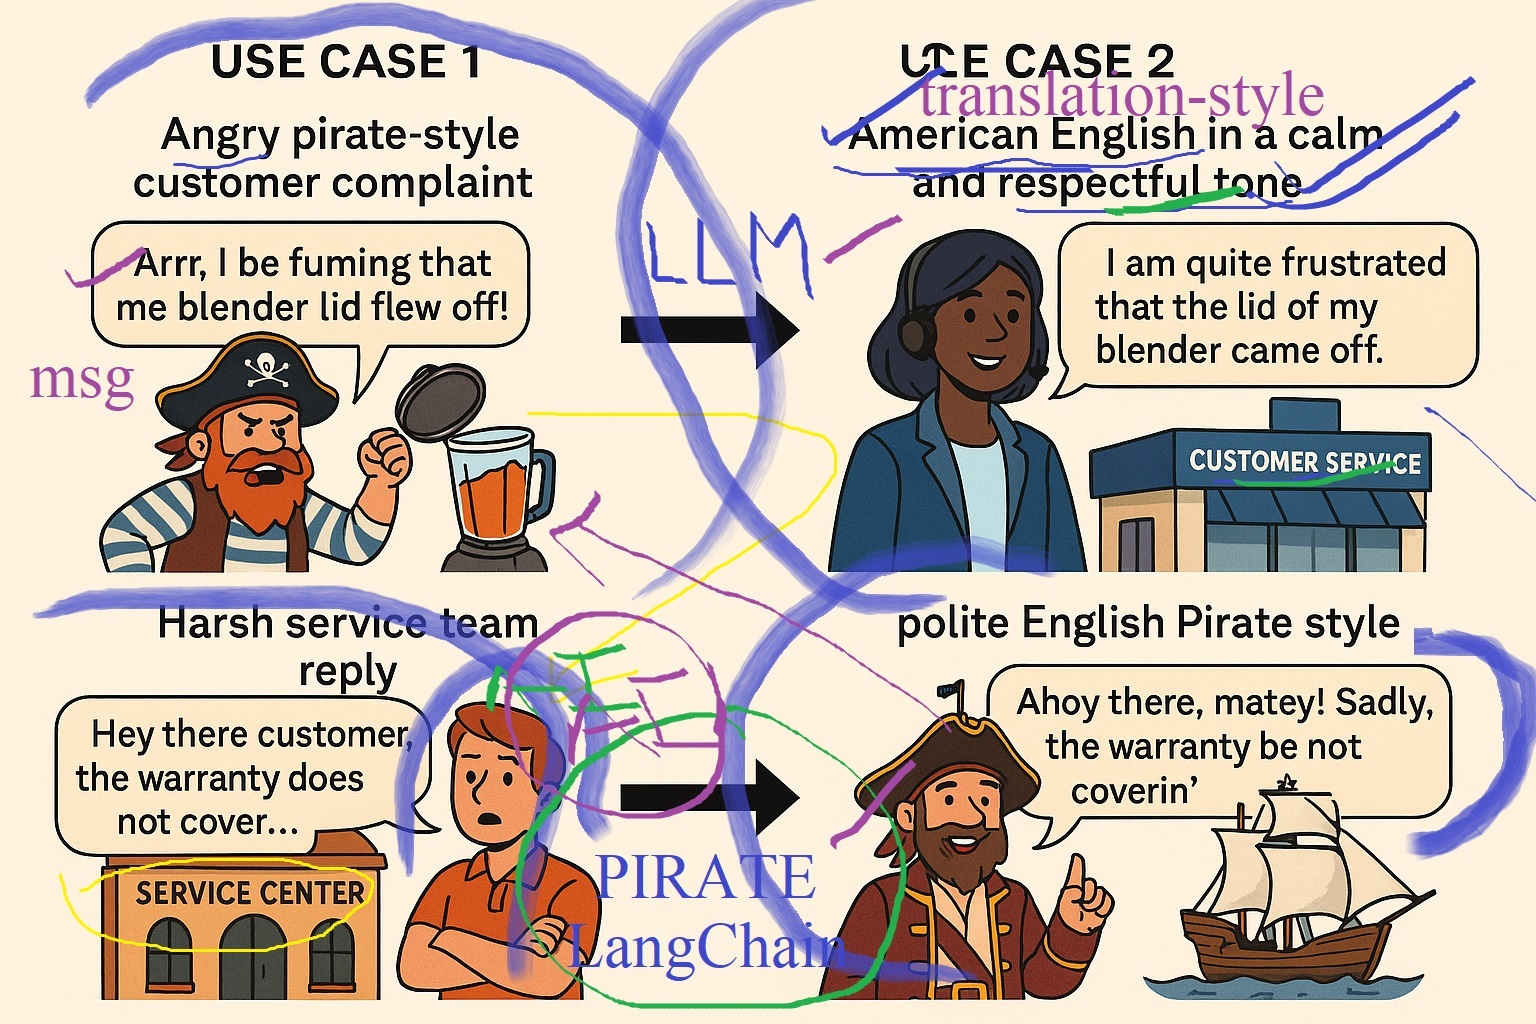 USE CASE 1
Angry pirate-style
customer complaint
Arrr, I be fuming that
me blender lid flew off!
msg
LLM
USE CASE 2
translation-style
American English in a calm
and respectful tone
I am quite frustrated
that the lid of my
blender came off.
CUSTOMER SERVICE
Harsh service team
reply
Hey there customer,
the warranty does
not cover...
SERVICE CENTER
PIRATE
LangChain
polite English Pirate style
Ahoy there, matey! Sadly,
the warranty be not
coverin'